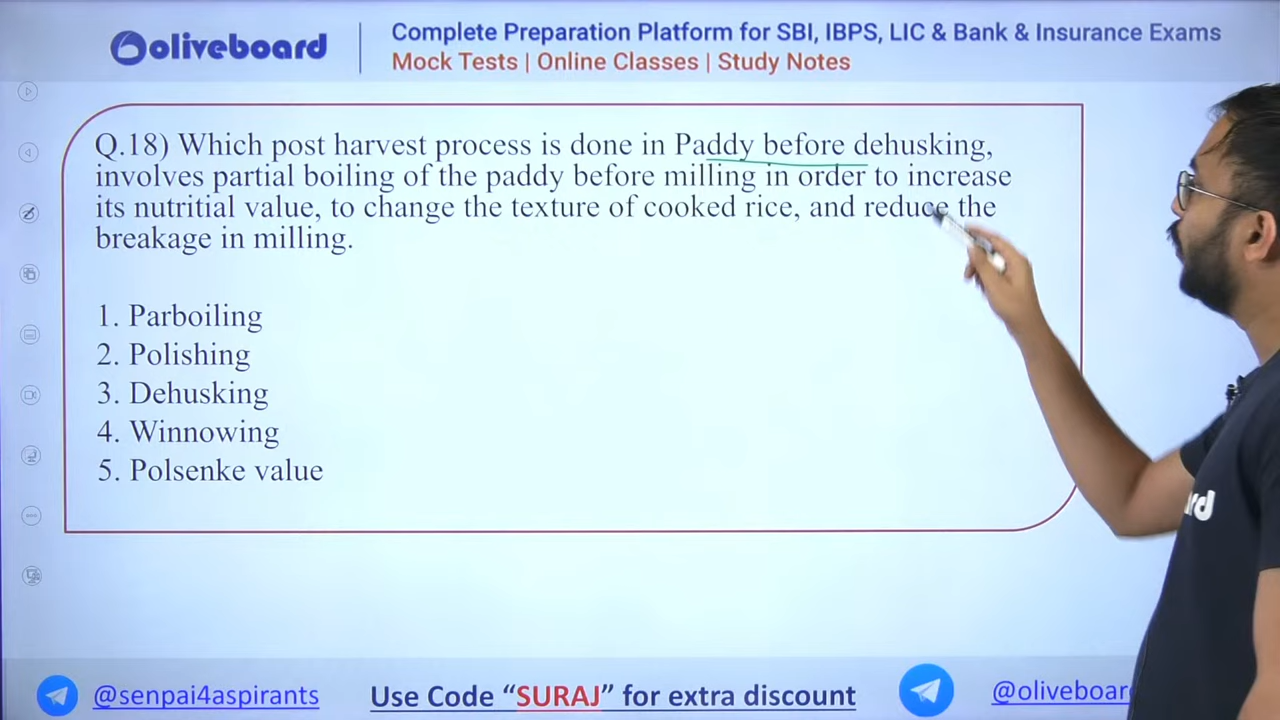 oliveboard
Complete Preparation Platform for SBI, IBPS, LIC & Bank & Insurance Exams
Mock Tests | Online Classes | Study Notes
Q.18) Which post harvest process is done in Paddy before dehusking,
involves partial boiling of the paddy before milling in order to increase
its nutritial value, to change the texture of cooked rice, and reduce the
breakage in milling.
1. Parboiling
2. Polishing
3. Dehusking
4. Winnowing
5. Polsenke value
rd
@senpai4aspirants
Use Code “SURAJ” for extra discount
@oliveboar